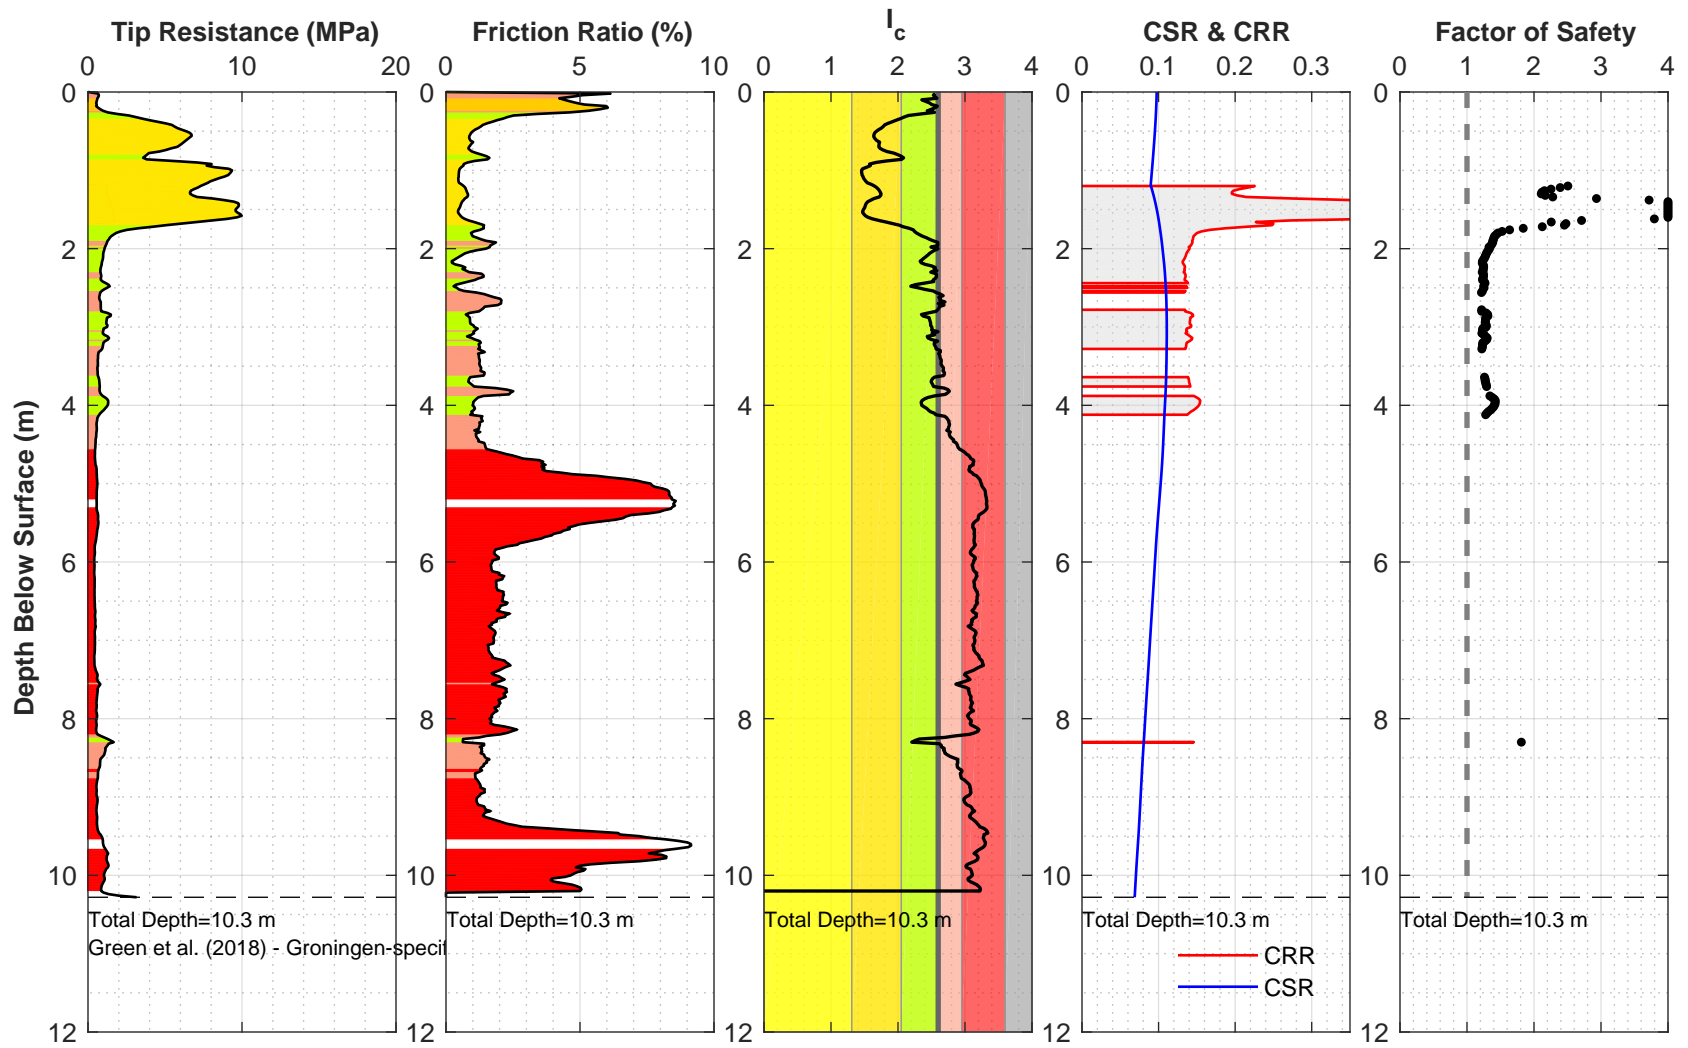 Tip Resistance (MPa)
0 10 20
Friction Ratio (%)
0 5 10
I_c
0 1 2 3 4
CSR & CRR
0 0.1 0.2 0.3
Factor of Safety
0 1 2 3 4
Depth Below Surface (m)
0 0 0 0 0
2 2 2 2 2
4 4 4 4 4
6 6 6 6 6
8 8 8 8 8
10 10 10 10 10
Total Depth=10.3 m Total Depth=10.3 m Total Depth=10.3 m Total Depth=10.3 m Total Depth=10.3 m
Green et al. (2018) - Groningen-specif
CRR
CSR
12 12 12 12 12